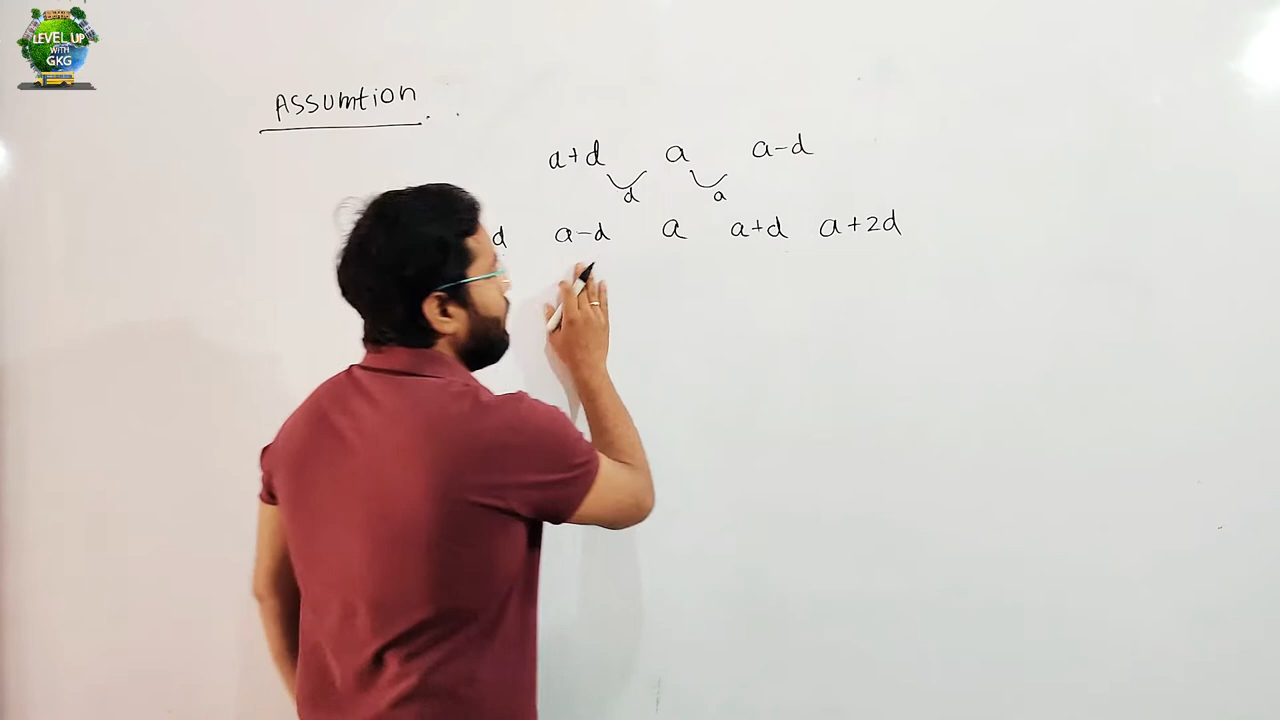 LEVEL UP
WITH
GKG
Assumtion
a+d a a-d
d a
d a-d a a+d a+2d